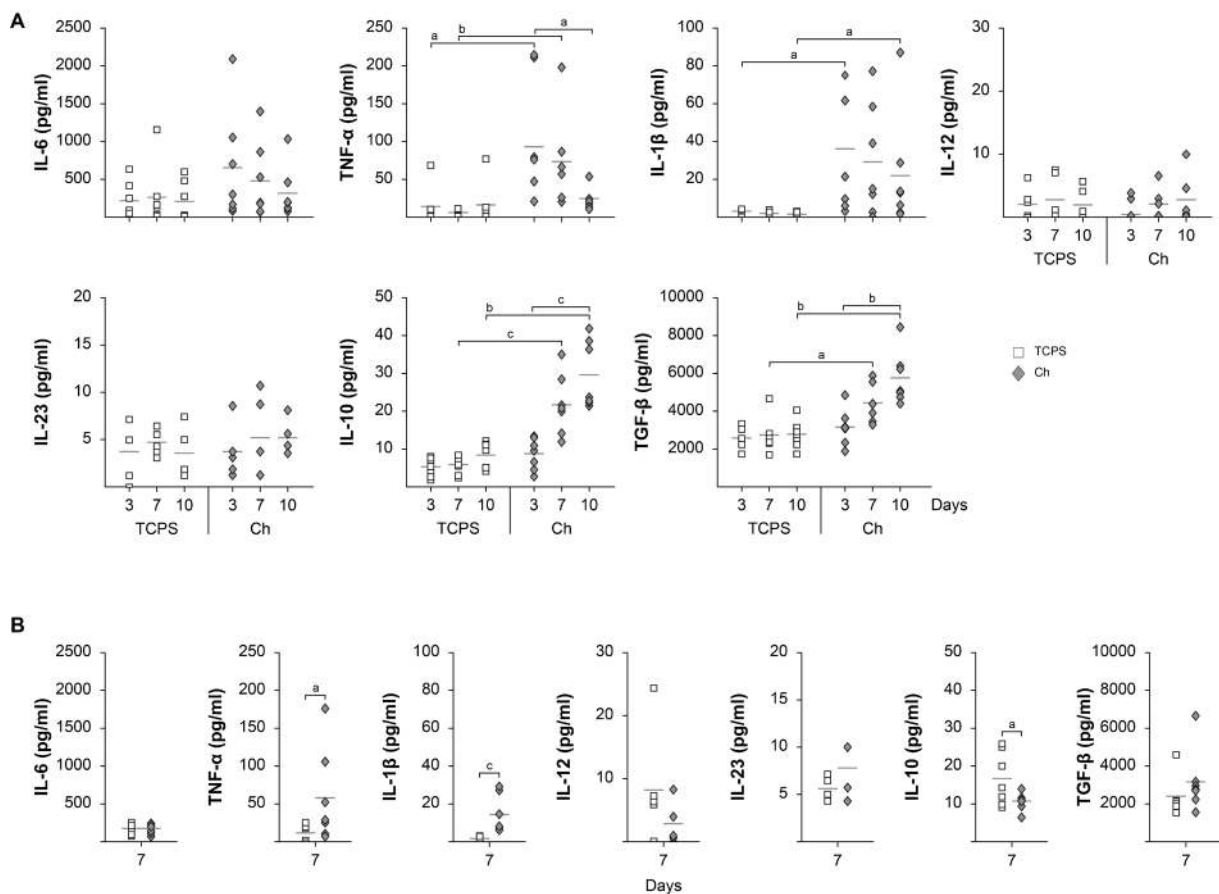 A
IL-6 (pg/ml)
2500
2000
1500
1000
500
TNF-α (pg/ml)
250
200
150
100
50
a
b
a
IL-1β (pg/ml)
100
80
60
40
20
a
a
IL-12 (pg/ml)
30
20
10
3 7 10 3 7 10
TCPS Ch
IL-23 (pg/ml)
20
15
10
5
3 7 10 3 7 10
TCPS Ch
IL-10 (pg/ml)
50
40
30
20
10
c
b
c
3 7 10 3 7 10
TCPS Ch
TGF-β (pg/ml)
10000
8000
6000
4000
2000
b
b
a
3 7 10 3 7 10 Days
TCPS Ch
TCPS
Ch
B
IL-6 (pg/ml)
2500
2000
1500
1000
500
7
TNF-α (pg/ml)
250
200
150
100
50
a
7
IL-1β (pg/ml)
100
80
60
40
20
c
7
IL-12 (pg/ml)
30
20
10
7
IL-23 (pg/ml)
20
15
10
5
7
IL-10 (pg/ml)
50
40
30
20
10
a
7
TGF-β (pg/ml)
10000
8000
6000
4000
2000
7
Days